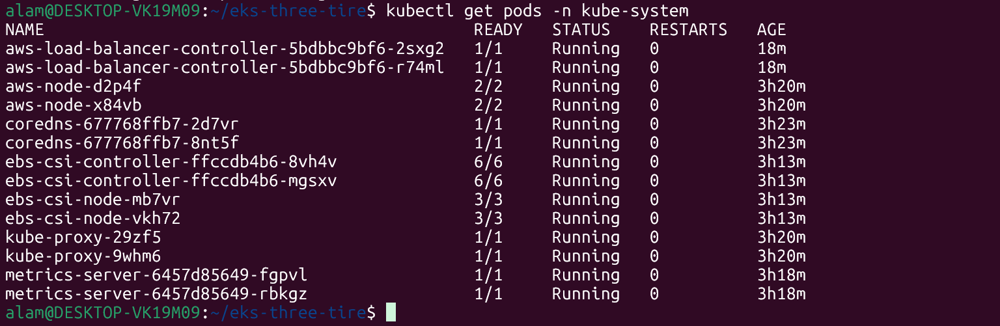 alam@DESKTOP-VK19M09:~/eks-three-tire$ kubectl get pods -n kube-system
NAME READY STATUS RESTARTS AGE
aws-load-balancer-controller-5bdbbc9bf6-2sxg2 1/1 Running 0 18m
aws-load-balancer-controller-5bdbbc9bf6-r74ml 1/1 Running 0 18m
aws-node-d2p4f 2/2 Running 0 3h20m
aws-node-x84vb 2/2 Running 0 3h20m
coredns-677768ffb7-2d7vr 1/1 Running 0 3h23m
coredns-677768ffb7-8nt5f 1/1 Running 0 3h23m
ebs-csi-controller-ffccdb4b6-8vh4v 6/6 Running 0 3h13m
ebs-csi-controller-ffccdb4b6-mgsxv 6/6 Running 0 3h13m
ebs-csi-node-mb7vr 3/3 Running 0 3h13m
ebs-csi-node-vkh72 3/3 Running 0 3h13m
kube-proxy-29zf5 1/1 Running 0 3h20m
kube-proxy-9whm6 1/1 Running 0 3h20m
metrics-server-6457d85649-fgpvl 1/1 Running 0 3h18m
metrics-server-6457d85649-rbkgz 1/1 Running 0 3h18m
alam@DESKTOP-VK19M09:~/eks-three-tire$